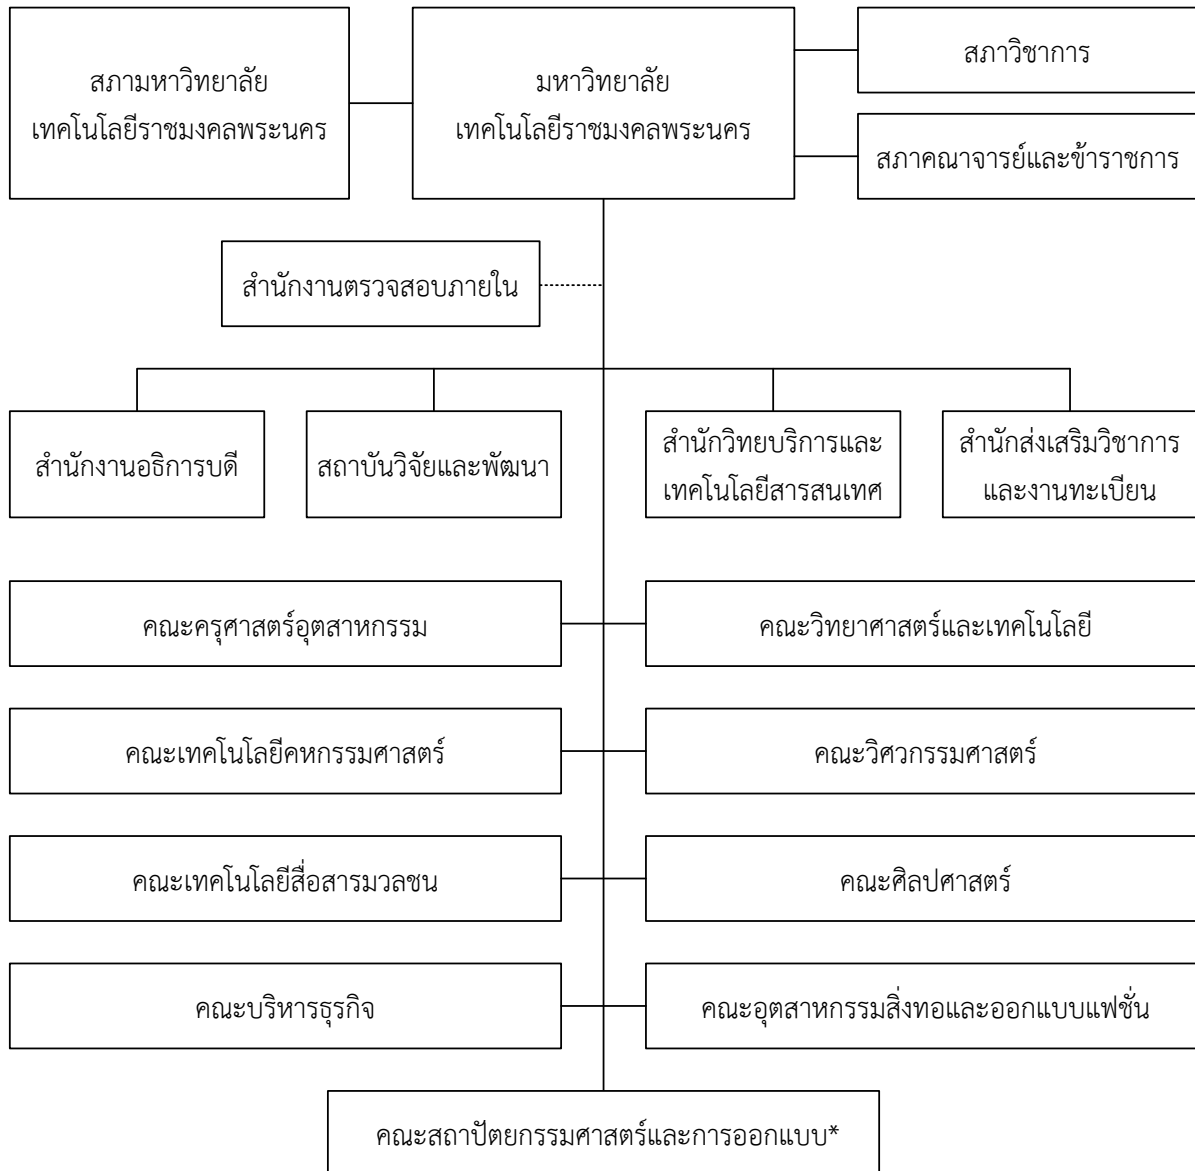 สภามหาวิทยาลัย
เทคโนโลยีราชมงคลพระนคร
มหาวิทยาลัย
เทคโนโลยีราชมงคลพระนคร
สภาวิชาการ
สภาคณาจารย์และข้าราชการ
สำนักงานตรวจสอบภายใน
สำนักงานอธิการบดี
สถาบันวิจัยและพัฒนา
สำนักวิทยบริการและ
เทคโนโลยีสารสนเทศ
สำนักส่งเสริมวิชาการ
และงานทะเบียน
คณะครุศาสตร์อุตสาหกรรม
คณะวิทยาศาสตร์และเทคโนโลยี
คณะเทคโนโลยีคหกรรมศาสตร์
คณะวิศวกรรมศาสตร์
คณะเทคโนโลยีสื่อสารมวลชน
คณะศิลปศาสตร์
คณะบริหารธุรกิจ
คณะอุตสาหกรรมสิ่งทอและออกแบบแฟชั่น
คณะสถาปัตยกรรมศาสตร์และการออกแบบ*